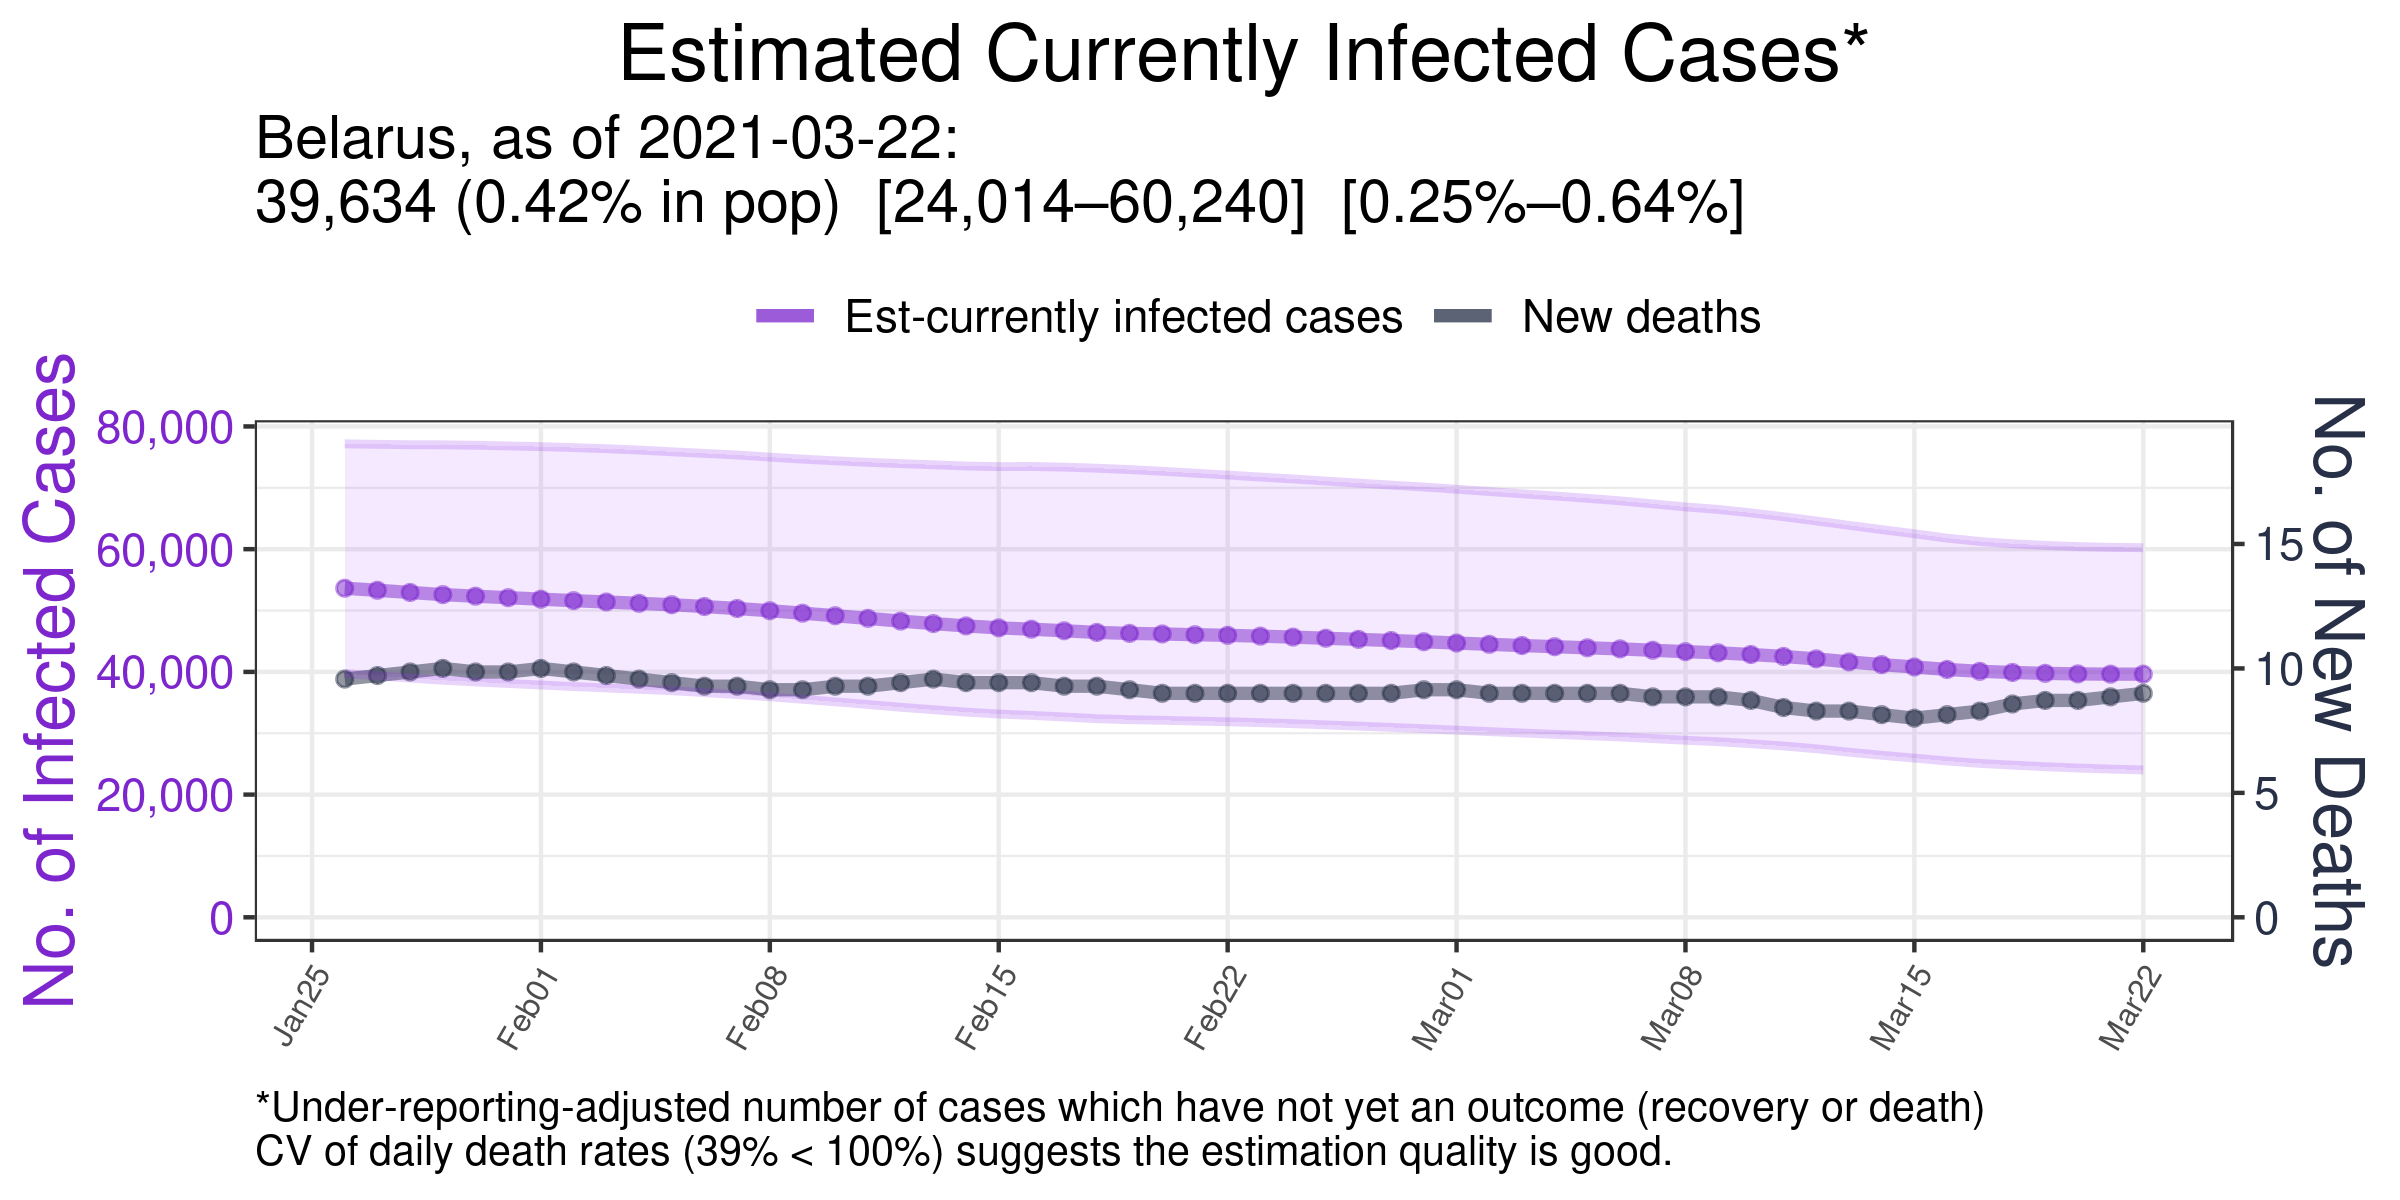 Estimated Currently Infected Cases*
Belarus, as of 2021-03-22:
39,634 (0.42% in pop)  [24,014–60,240]  [0.25%–0.64%]
Est-currently infected cases
New deaths
No. of Infected Cases
80,000
60,000
40,000
20,000
0
No. of New Deaths
15
10
5
0
Jan25
Feb01
Feb08
Feb15
Feb22
Mar01
Mar08
Mar15
Mar22
*Under-reporting-adjusted number of cases which have not yet an outcome (recovery or death)
CV of daily death rates (39% < 100%) suggests the estimation quality is good.